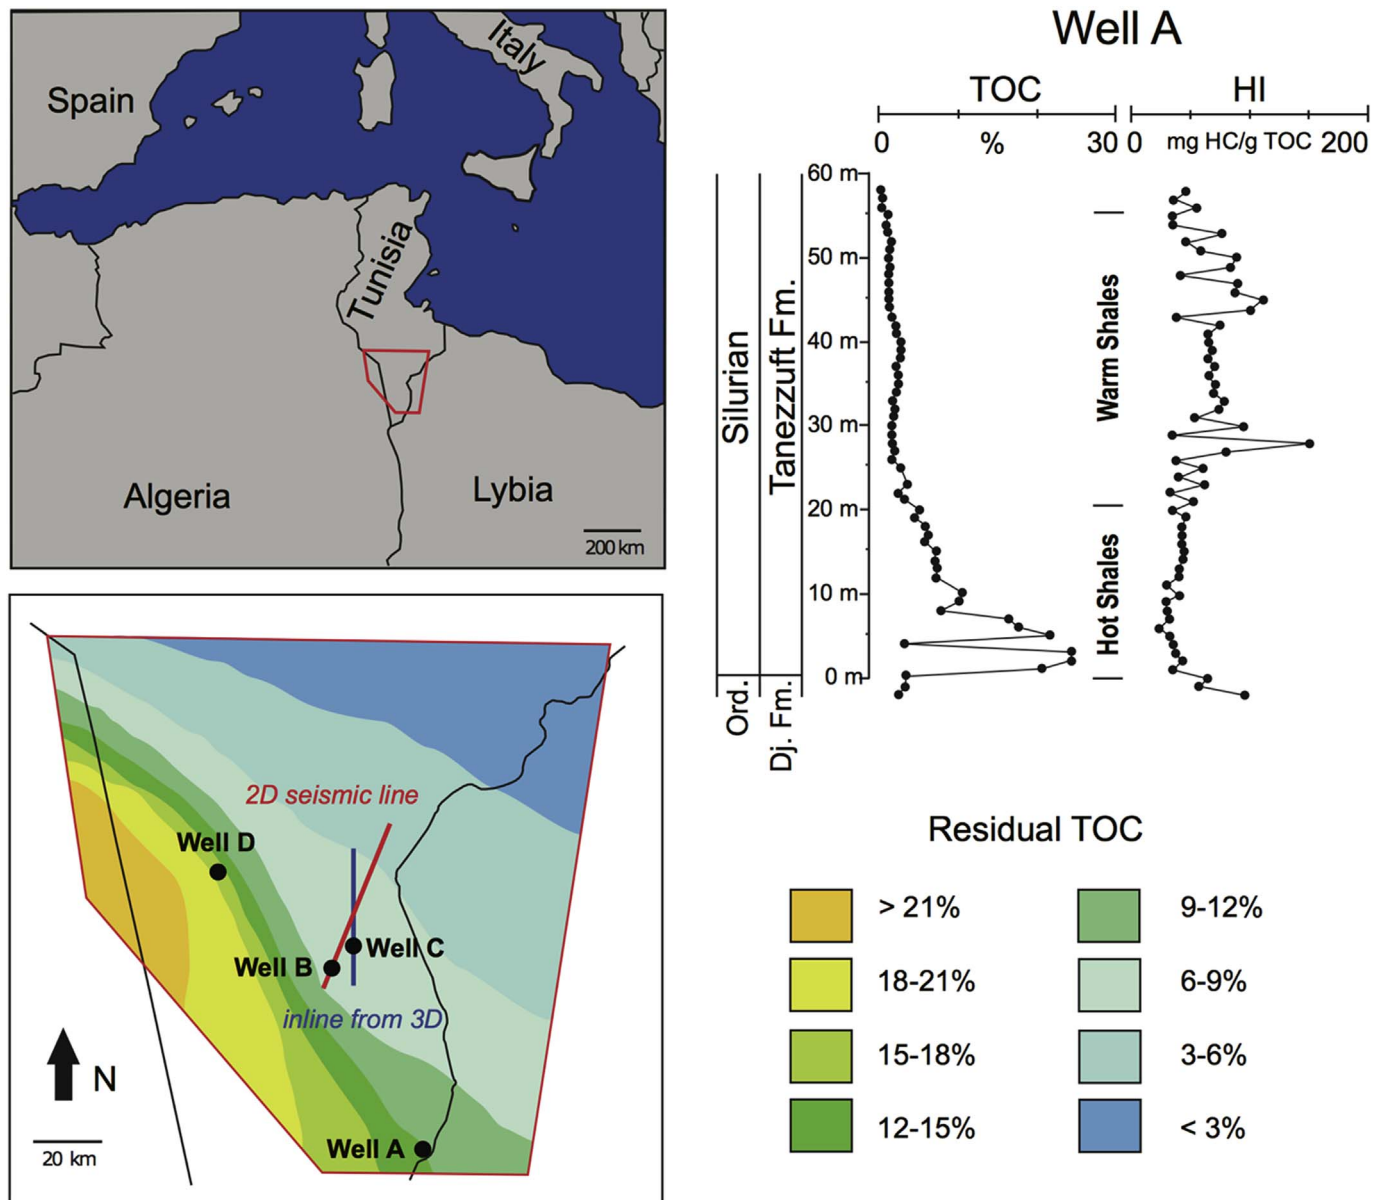 Spain
Italy
Tunisia
Algeria
Lybia
200 km
2D seismic line
Well D
Well C
Well B
inline from 3D
N
20 km
Well A
Well A
TOC
HI
0
%
30
0
mg HC/g TOC
200
60 m
50 m
40 m
30 m
20 m
10 m
0 m
Silurian
Ord.
Tanezzuft Fm.
Dj. Fm.
Warm Shales
Hot Shales
Residual TOC
> 21%
18-21%
15-18%
12-15%
9-12%
6-9%
3-6%
< 3%